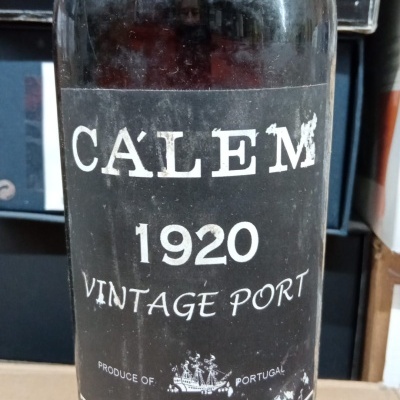 CÁLEM
1920
VINTAGE PORT
PRODUCE OF PORTUGAL